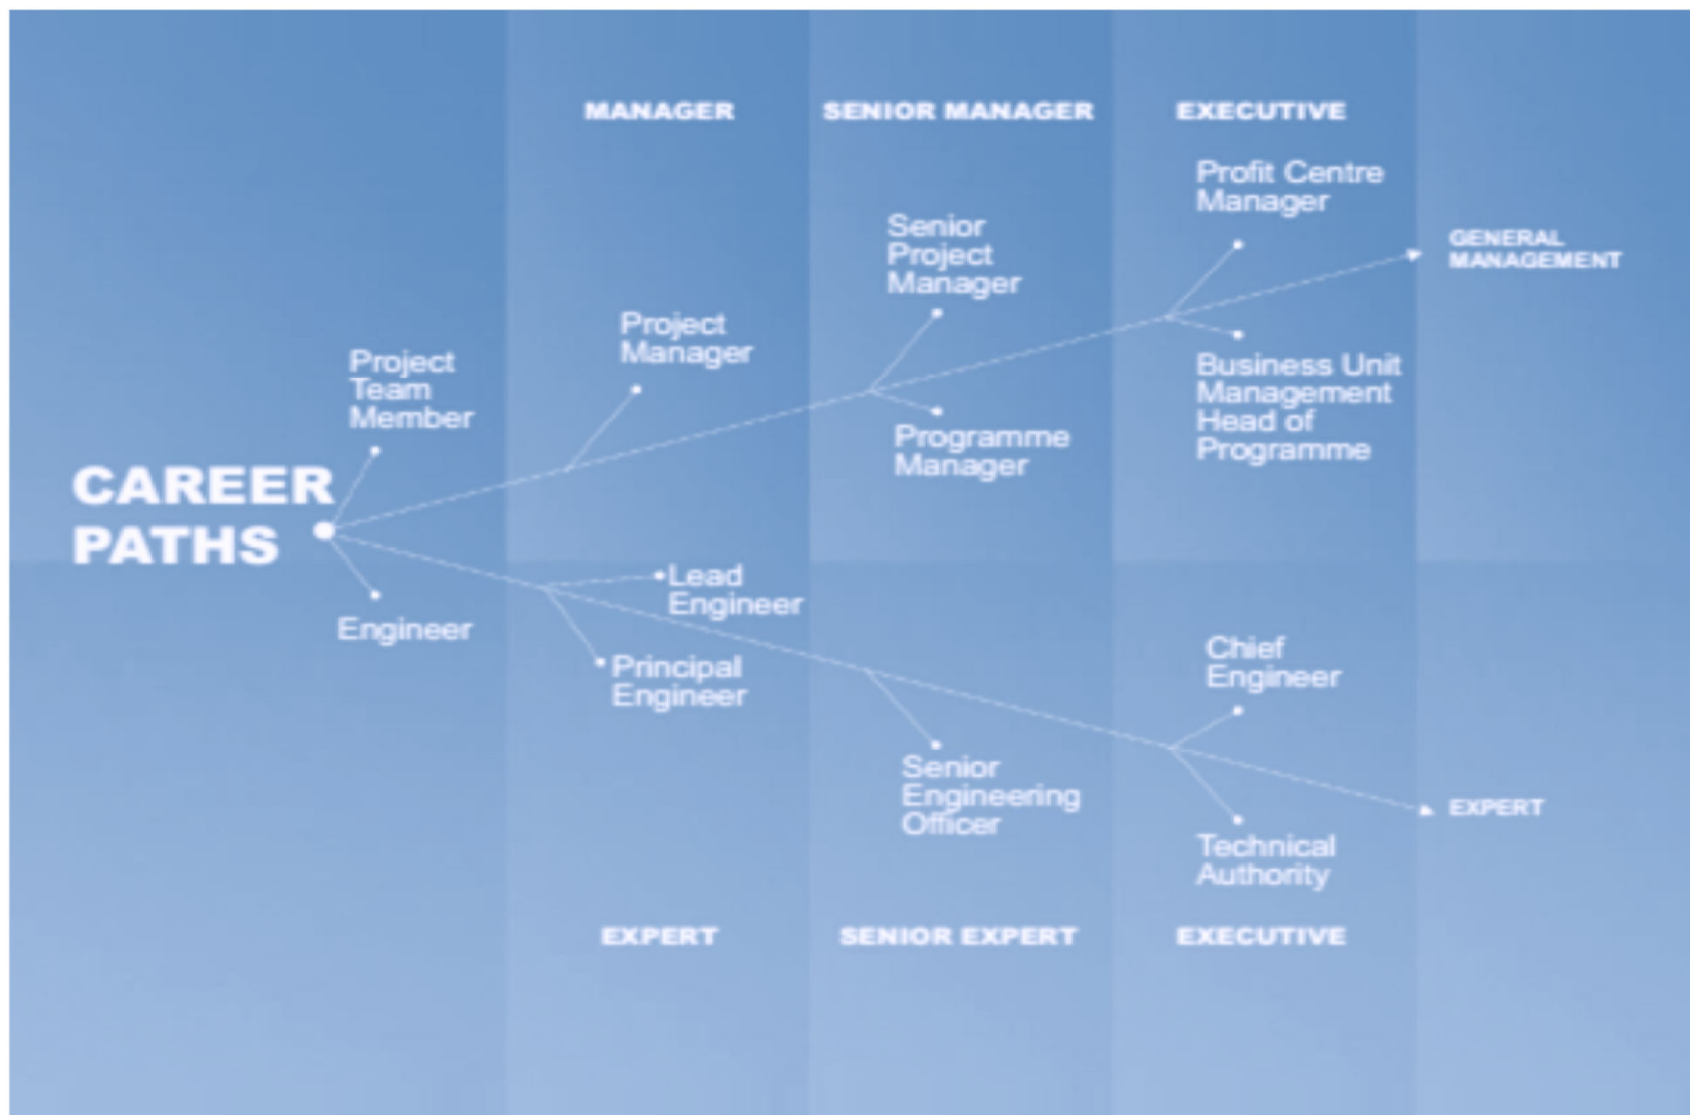 MANAGER
SENIOR MANAGER
EXECUTIVE
Profit Centre
Manager
Senior
Project
Manager
GENERAL
MANAGEMENT
Project
Manager
Project
Team
Member
Business Unit
Management
Head of
Programme
Programme
Manager
CAREER
PATHS
Lead
Engineer
Engineer
Principal
Engineer
Chief
Engineer
Senior
Engineering
Officer
EXPERT
Technical
Authority
EXPERT
SENIOR EXPERT
EXECUTIVE